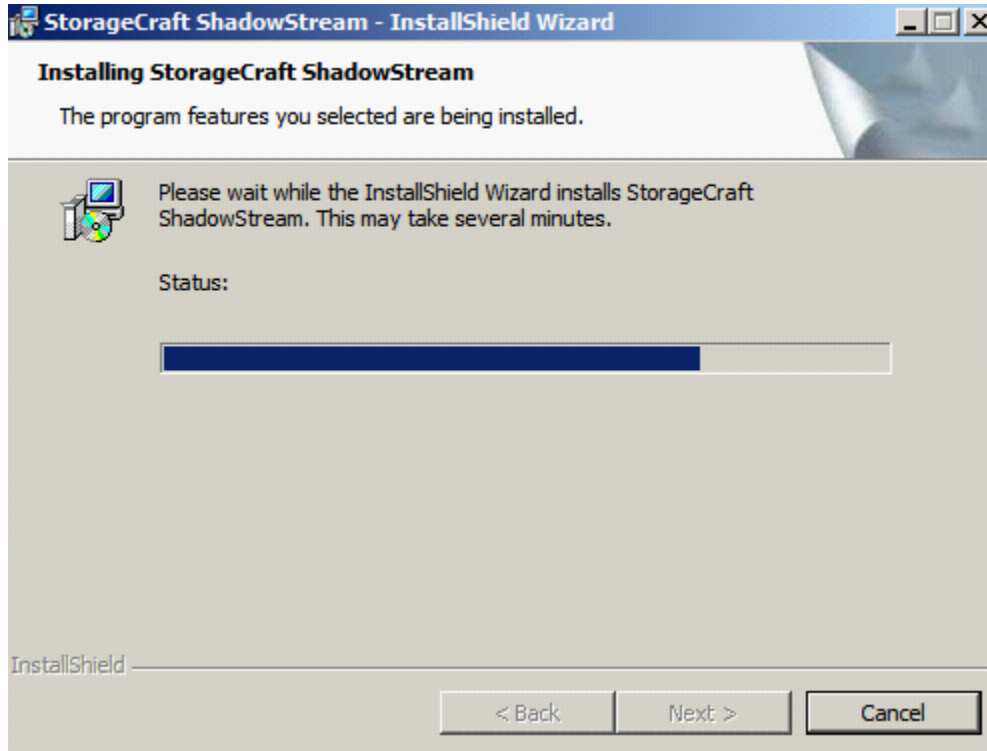 StorageCraft ShadowStream - InstallShield Wizard
Installing StorageCraft ShadowStream
The program features you selected are being installed.
Please wait while the InstallShield Wizard installs StorageCraft
ShadowStream. This may take several minutes.
Status:
InstallShield
< Back Next > Cancel